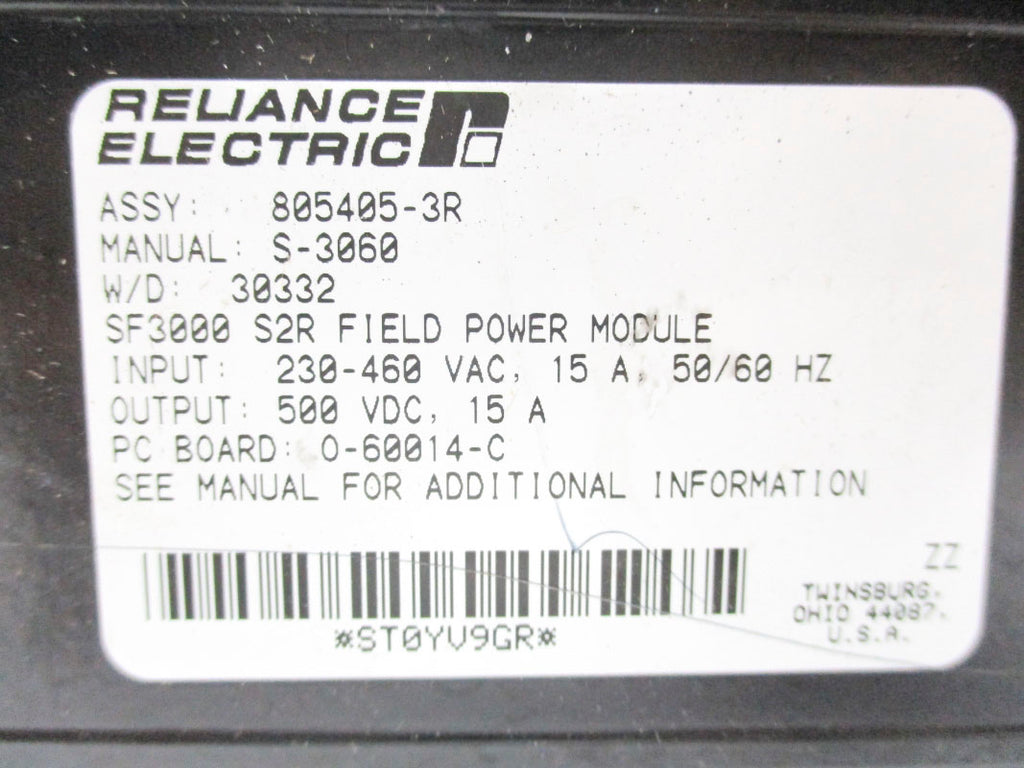 RELIANCE
ELECTRIC
ASSY: 805405-3R
MANUAL: S-3060
W/D: 30332
SF3000 S2R FIELD POWER MODULE
INPUT: 230-460 VAC, 15 A, 50/60 HZ
OUTPUT: 500 VDC, 15 A
PC BOARD: O-60014-C
SEE MANUAL FOR ADDITIONAL INFORMATION
*ST0YV9GR*
ZZ
TWINSBURG.
OHIO 44087.
U.S.A.